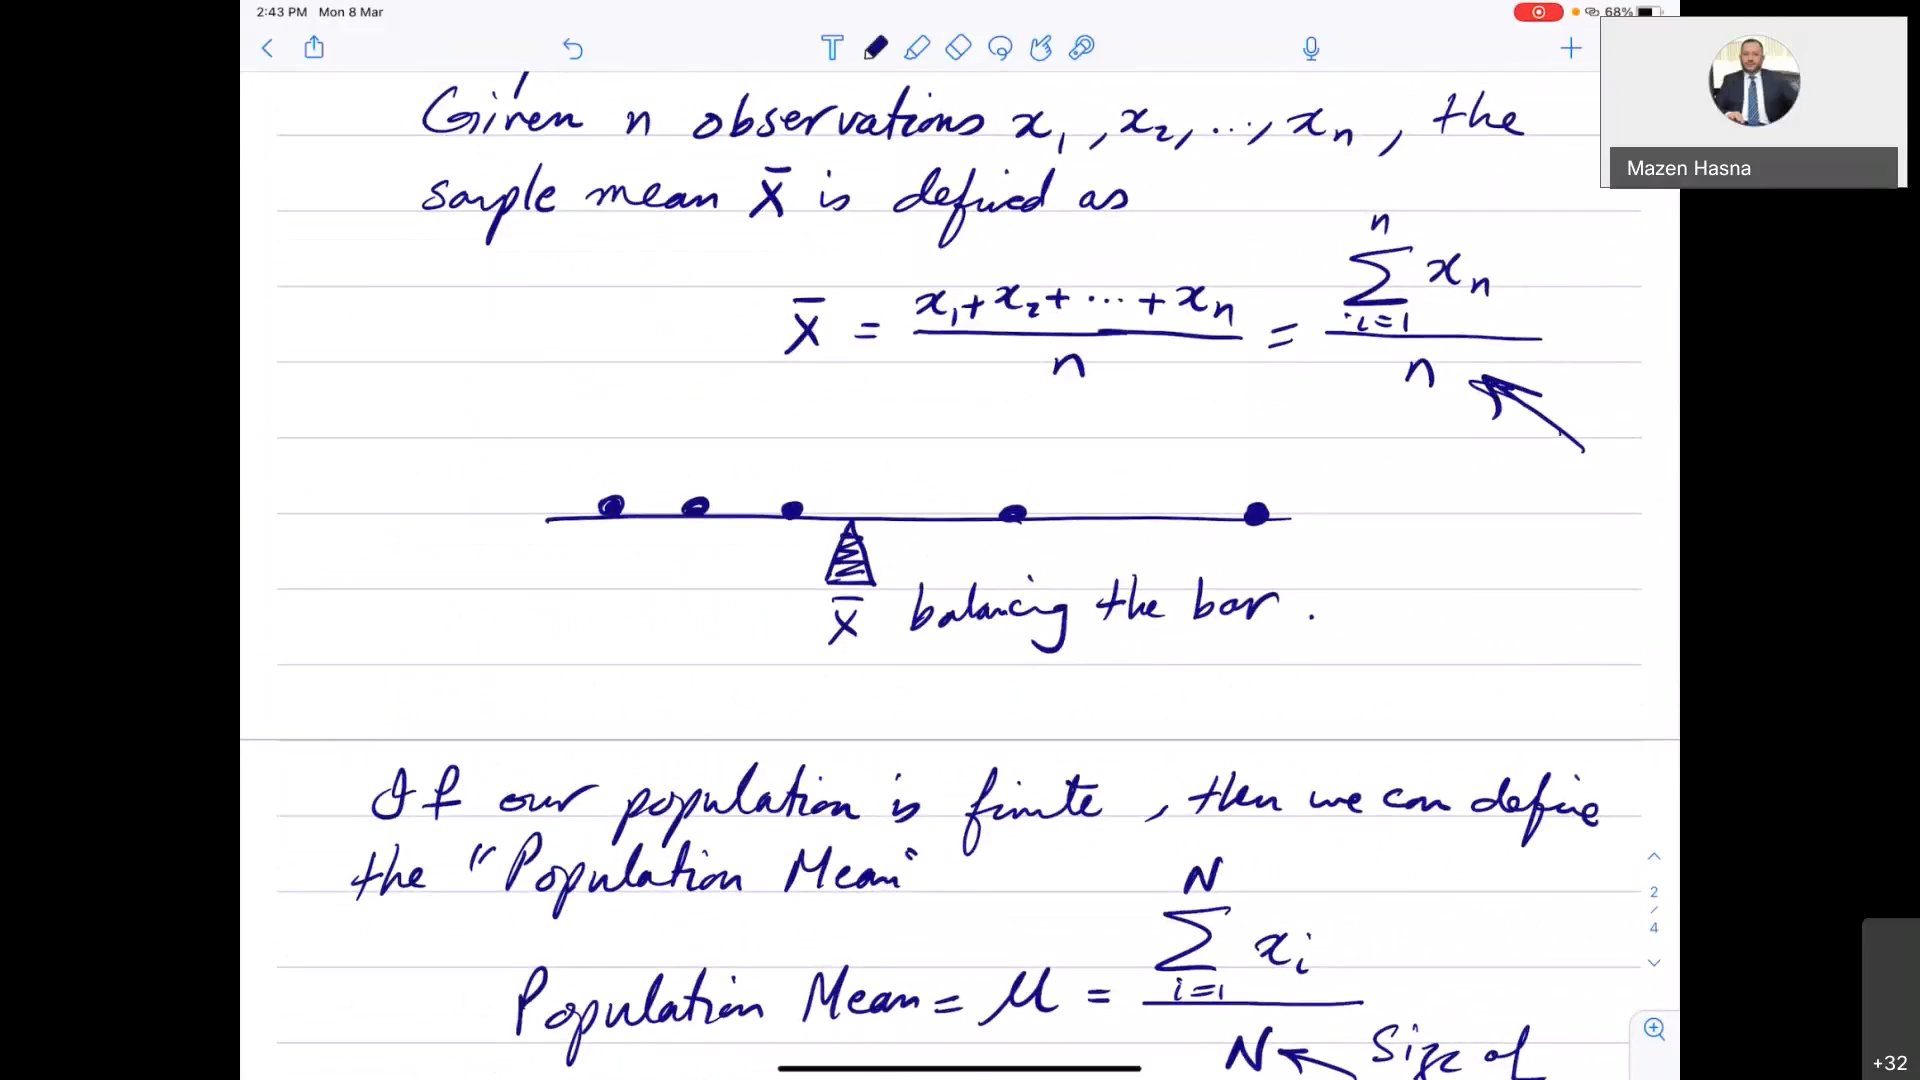 2:43 PM Mon 8 Mar
68%
Mazen Hasna
Given n observations x₁, x₂, ..., xₙ, the
sample mean X̄ is defined as
X̄ = (x₁ + x₂ + ... + xₙ) / n = (∑ⁿᵢ₌₁ xₙ) / n
X̄ balancing the bar.
If our population is finite, then we can define
the "Population Mean"
Population Mean = μ = (∑ᴺᵢ₌₁ xᵢ) / N
Size of
2 / 4
+32